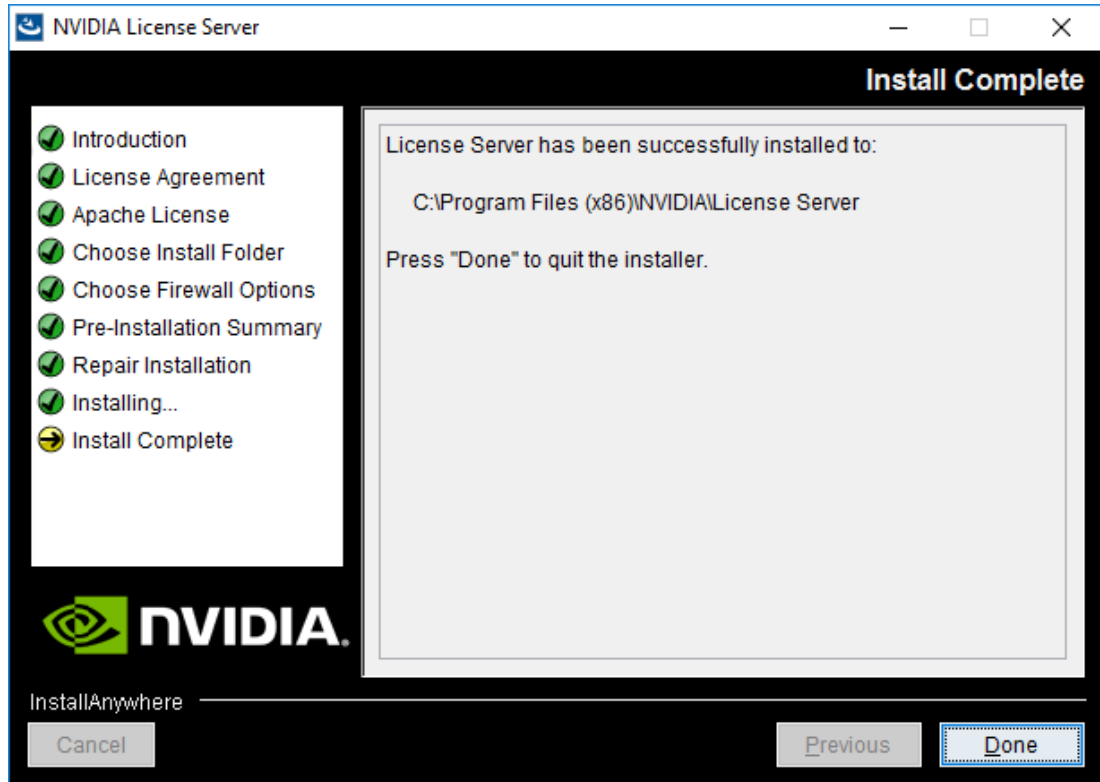 NVIDIA License Server
Install Complete
Introduction
License Agreement
Apache License
Choose Install Folder
Choose Firewall Options
Pre-Installation Summary
Repair Installation
Installing...
Install Complete
License Server has been successfully installed to:
C:\Program Files (x86)\NVIDIA\License Server
Press "Done" to quit the installer.
NVIDIA.
InstallAnywhere
Cancel
Previous
Done